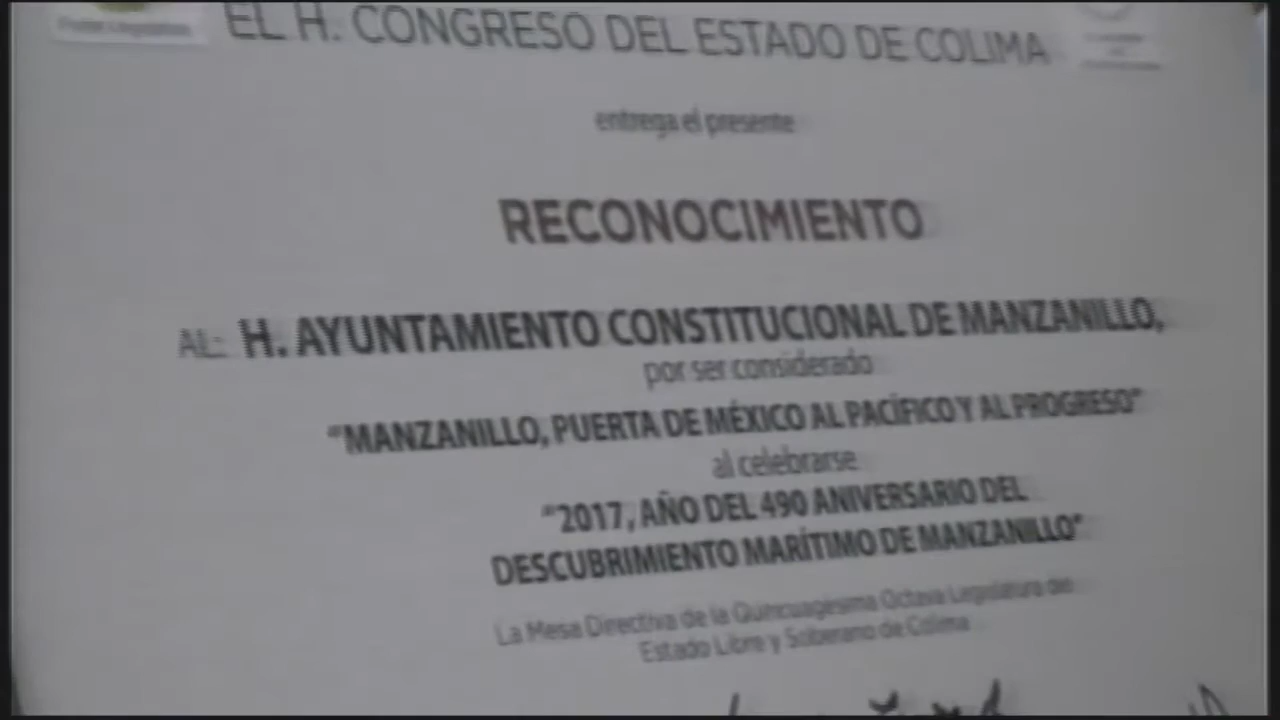 EL H. CONGRESO DEL ESTADO DE COLIMA
entrega el presente
RECONOCIMIENTO
AL: H. AYUNTAMIENTO CONSTITUCIONAL DE MANZANILLO,
por ser considerado
"MANZANILLO, PUERTA DE MÉXICO AL PACÍFICO Y AL PROGRESO"
al celebrarse
"2017, AÑO DEL 490 ANIVERSARIO DEL
DESCUBRIMIENTO MARÍTIMO DE MANZANILLO"
La Mesa Directiva de la Quincuagésima Octava Legislatura del
Estado Libre y Soberano de Colima